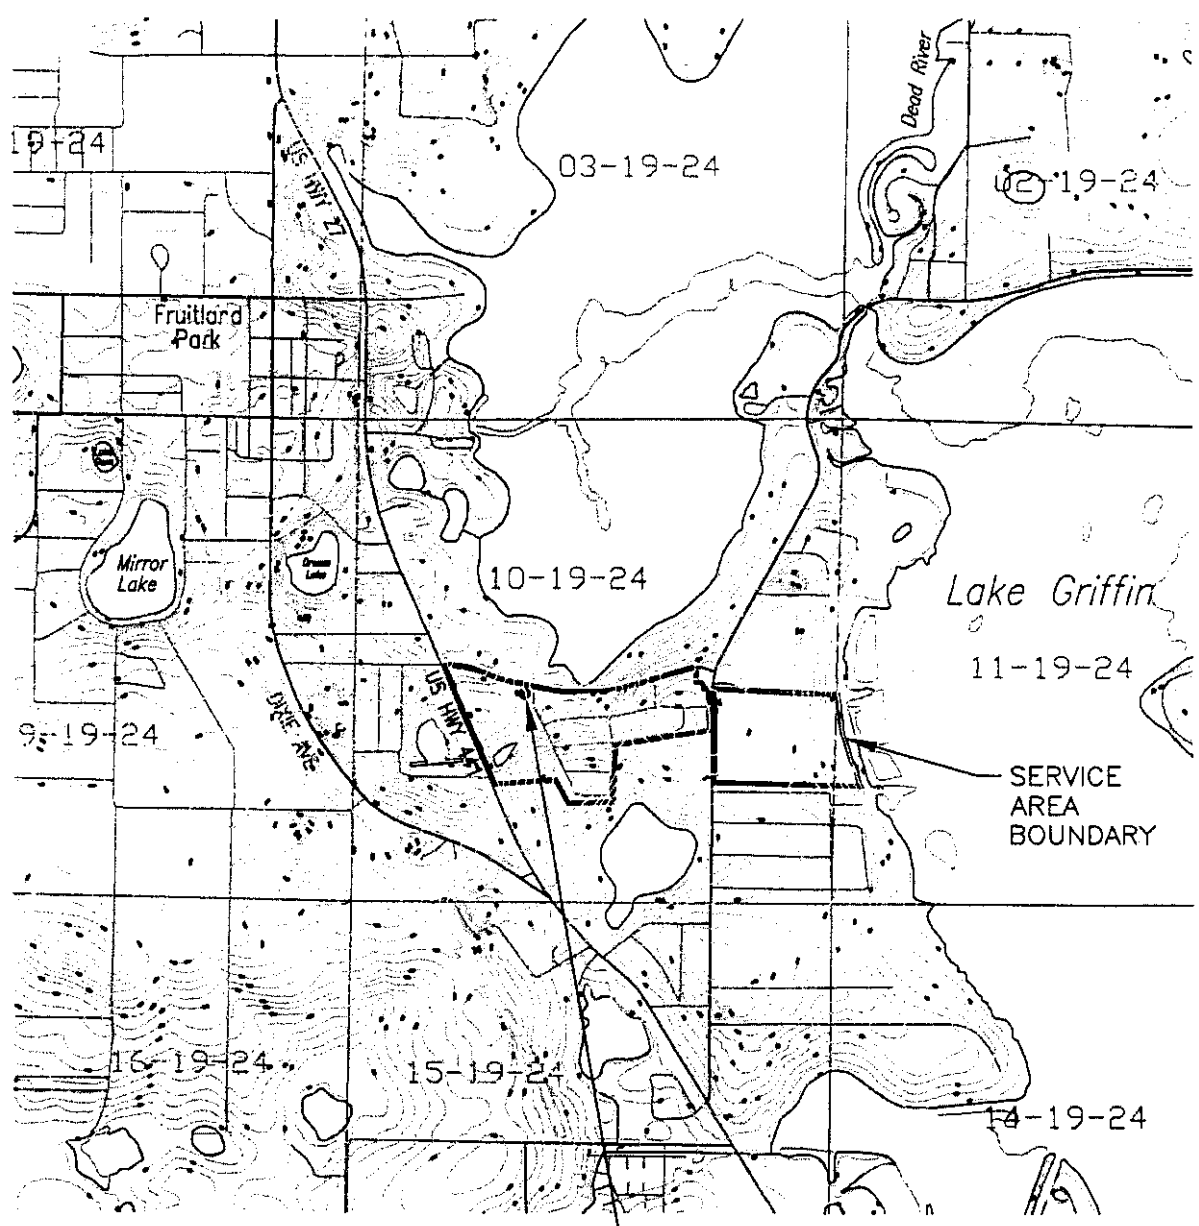 Dead River
19-24
03-19-24
02-19-24
US HWY 27
Fruitland
Park
Mirror
Lake
Lake
10-19-24
Lake Griffin
11-19-24
US HWY 441
DIXIE AVE
9-19-24
SERVICE
AREA
BOUNDARY
16-19-24
15-19-24
14-19-24